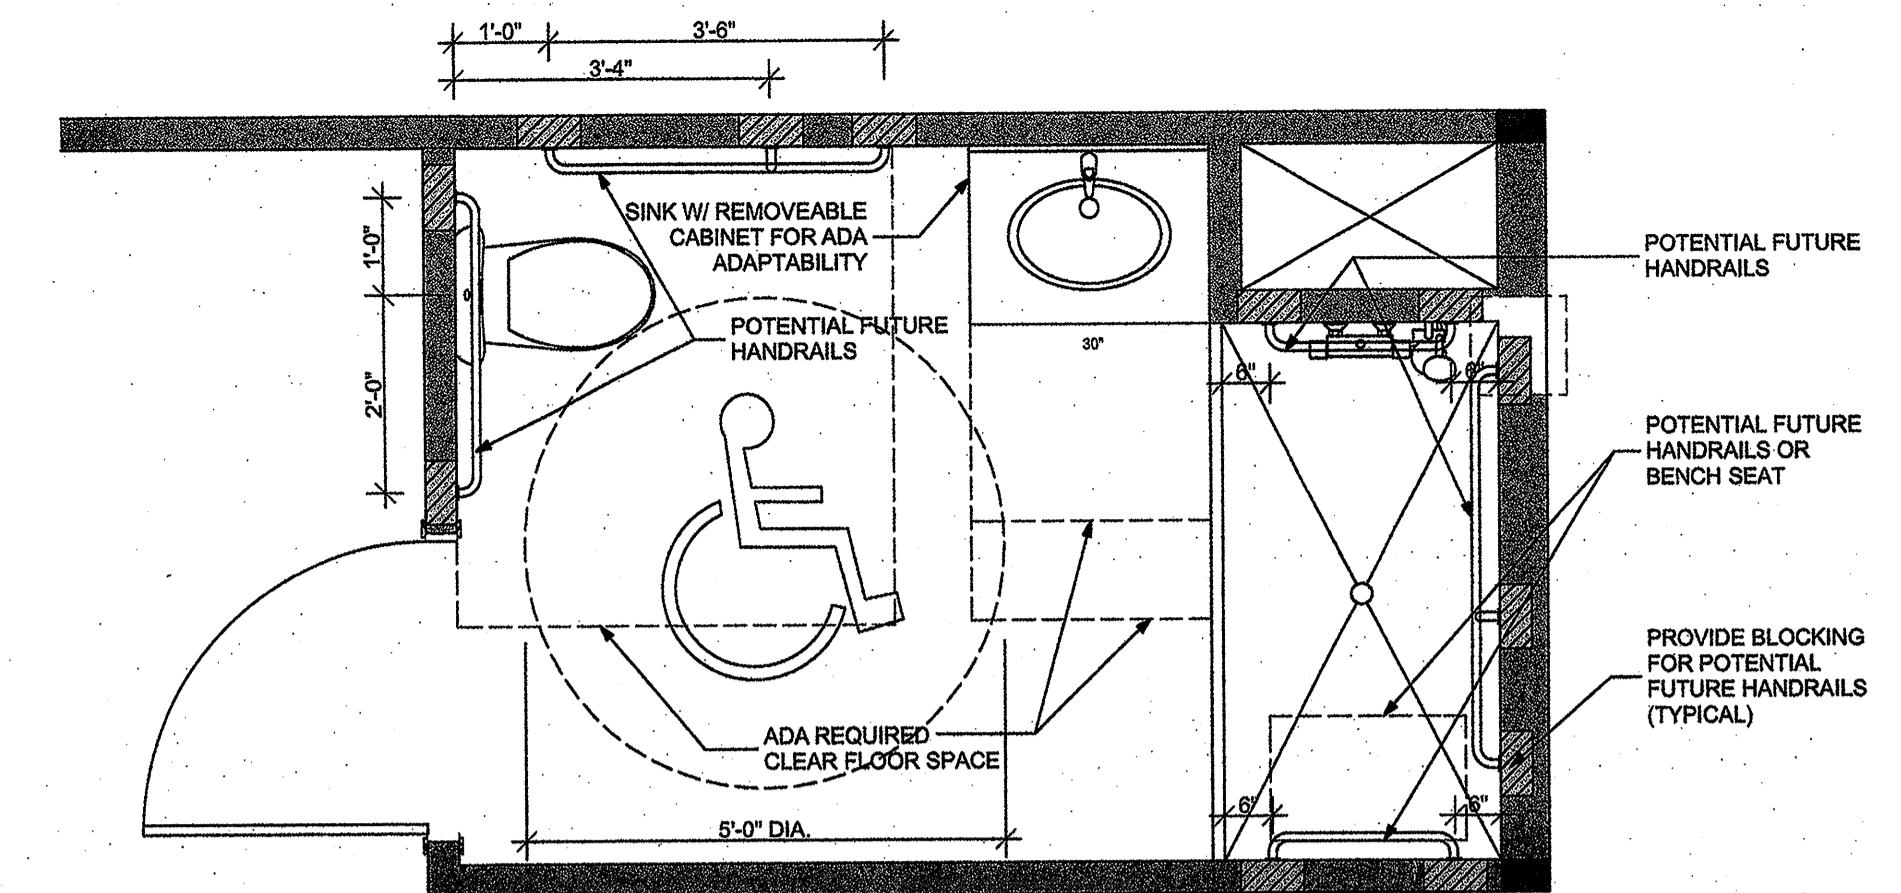 1'-0"
3'-6"
3'-4"
SINK W/ REMOVEABLE
CABINET FOR ADA
ADAPTABILITY
1'-0"
2'-0"
POTENTIAL FUTURE
HANDRAILS
30"
6"
6"
POTENTIAL FUTURE
HANDRAILS
POTENTIAL FUTURE
HANDRAILS OR
BENCH SEAT
PROVIDE BLOCKING
FOR POTENTIAL
FUTURE HANDRAILS
(TYPICAL)
ADA REQUIRED
CLEAR FLOOR SPACE
5'-0" DIA.
6"
6"